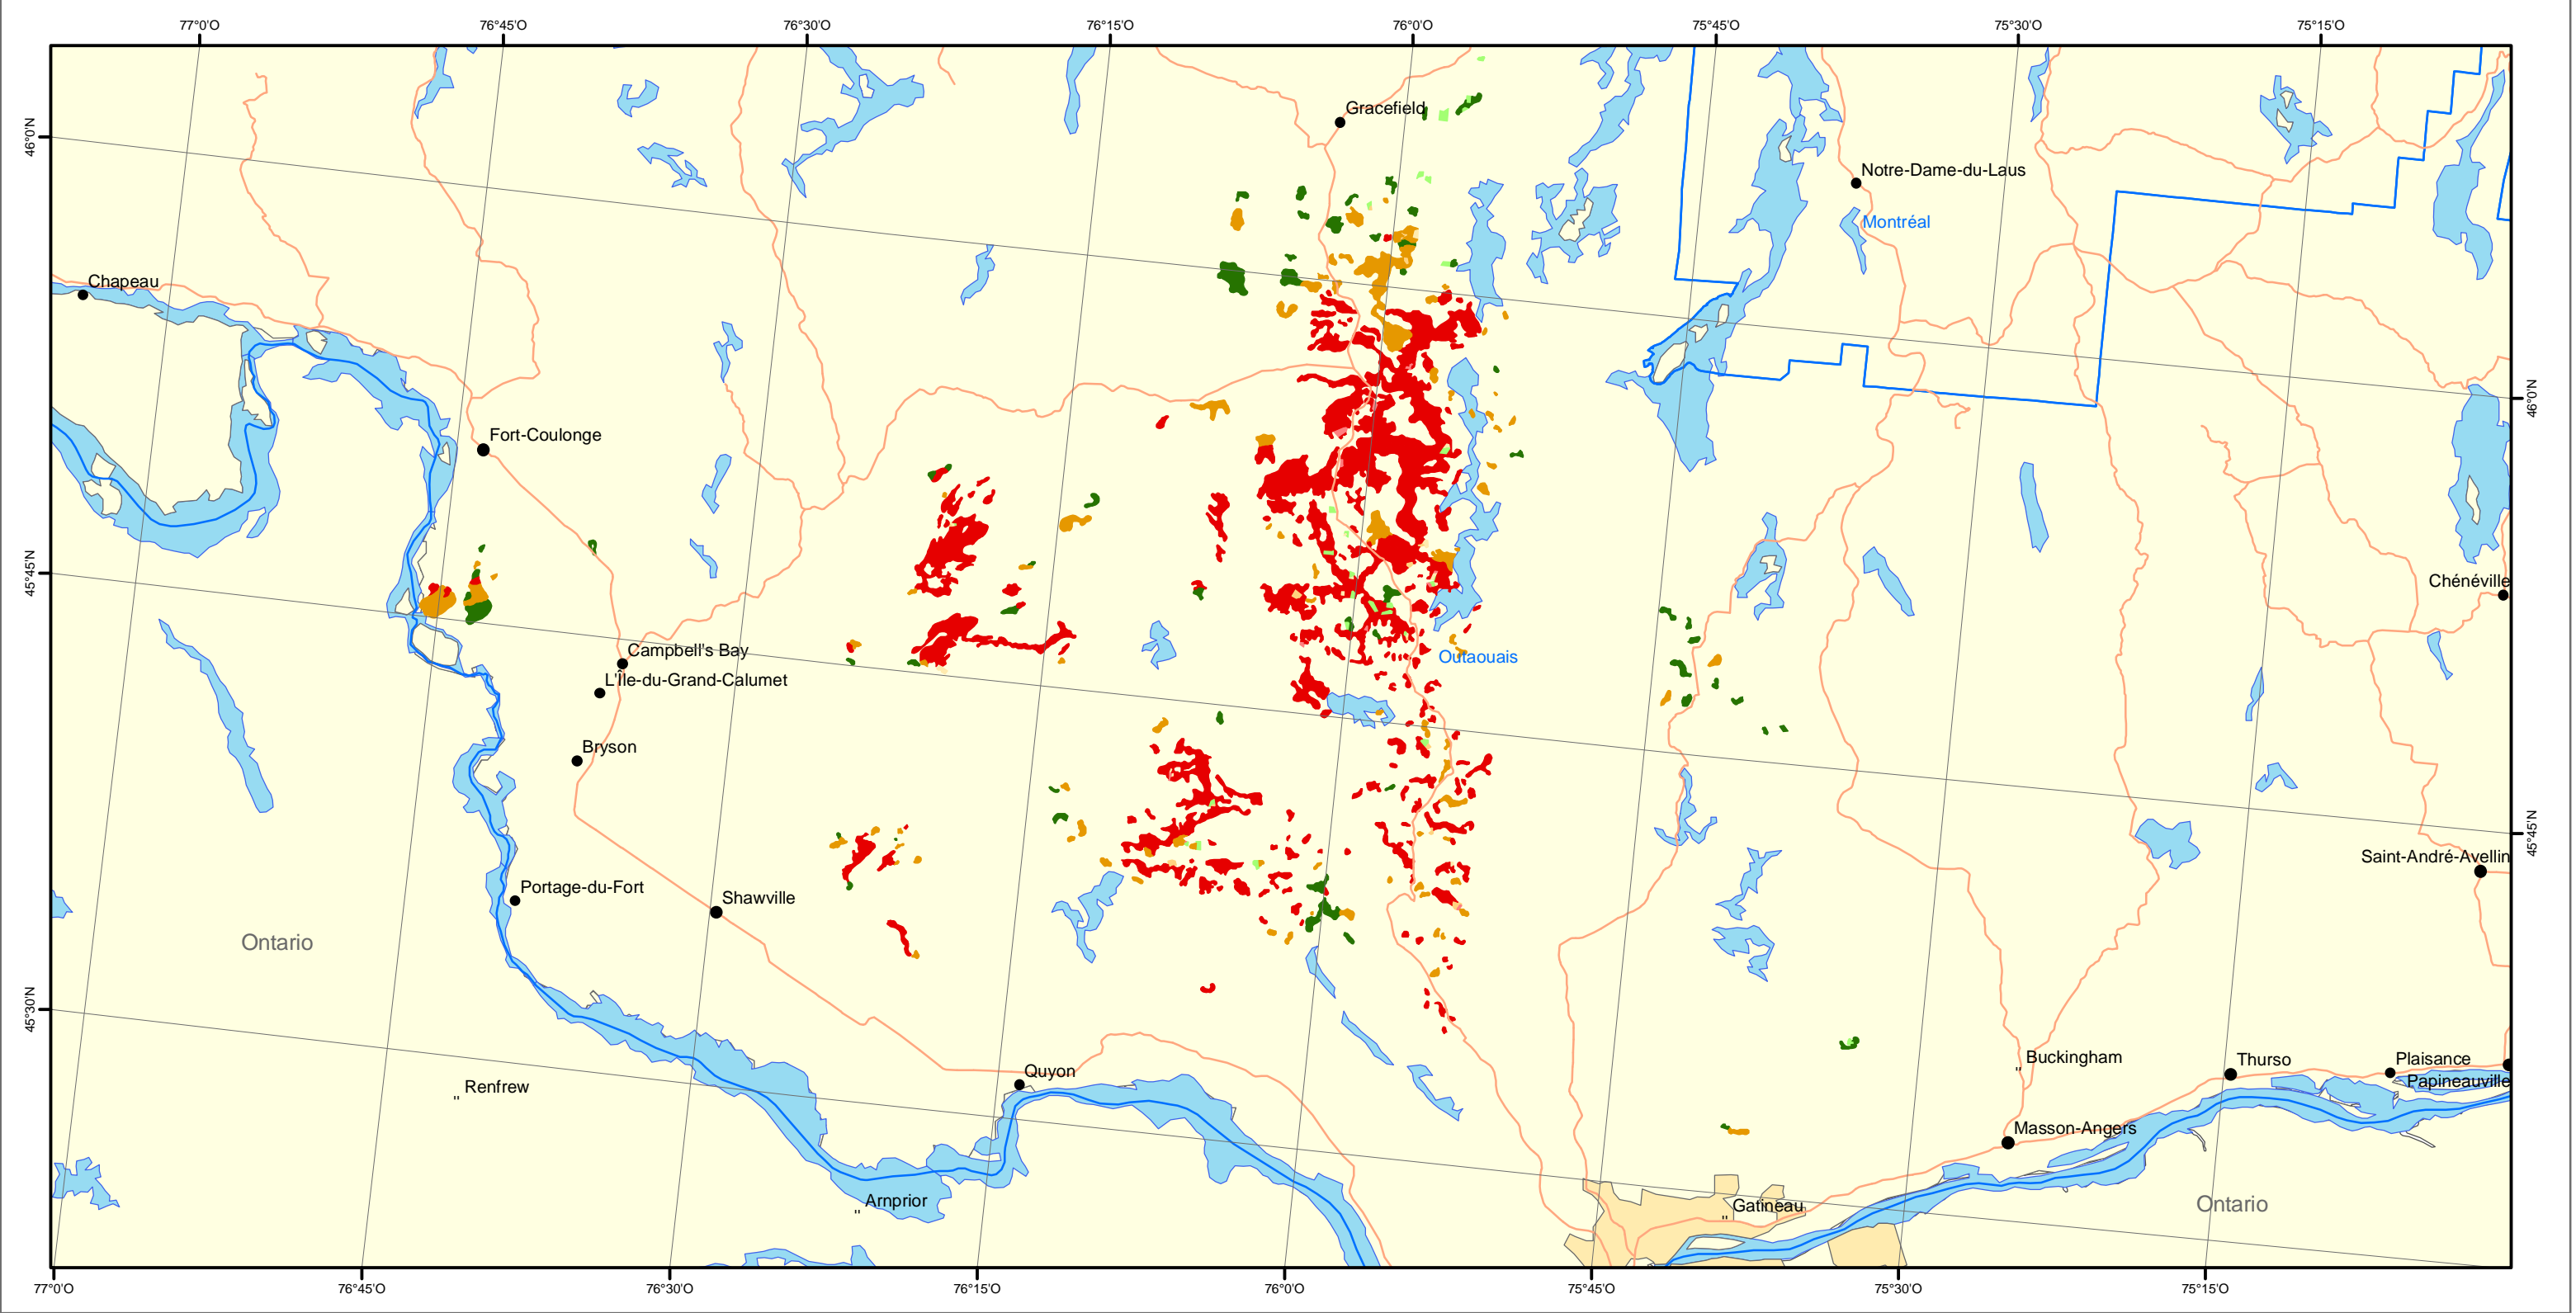 77°0'O 76°45'O 76°30'O 76°15'O 76°0'O 75°45'O 75°30'O 75°15'O
46°0'N
Gracefield
Notre-Dame-du-Laus
Montréal
Chapeau
46°0'N
Fort-Coulonge
45°45'N
Chénéville
Campbell's Bay
Outaouais
L'Île-du-Grand-Calumet
Bryson
45°45'N
Saint-André-Avellin
Portage-du-Fort
Shawville
Ontario
45°30'N
Buckingham
Thurso
Plaisance
Quyon
Papineauville
Renfrew
" "
Masson-Angers
Arnprior
"
Gatineau
"
Ontario
77°0'O 76°45'O 76°30'O 76°15'O 76°0'O 75°45'O 75°30'O 75°15'O